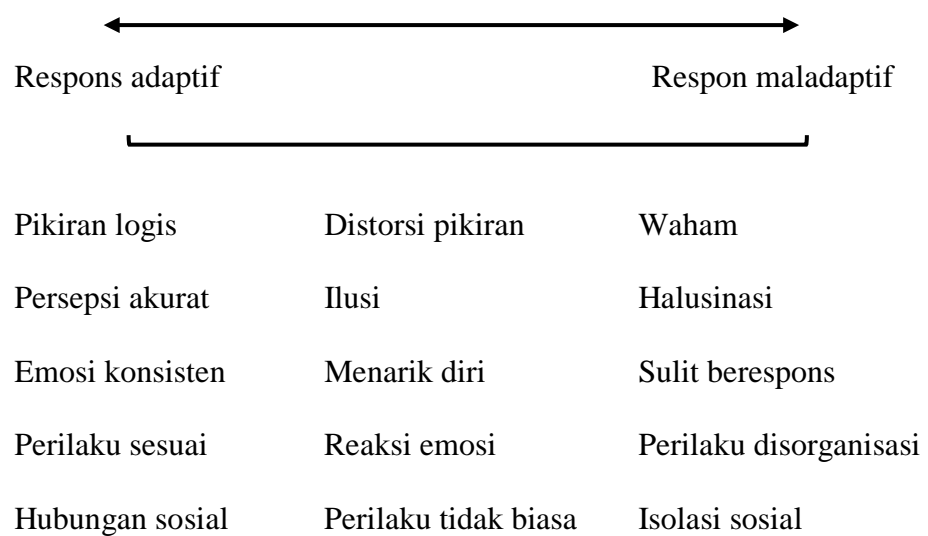 Respons adaptif Respon maladaptif
Pikiran logis Distorsi pikiran Waham
Persepsi akurat Ilusi Halusinasi
Emosi konsisten Menarik diri Sulit berespons
Perilaku sesuai Reaksi emosi Perilaku disorganisasi
Hubungan sosial Perilaku tidak biasa Isolasi sosial